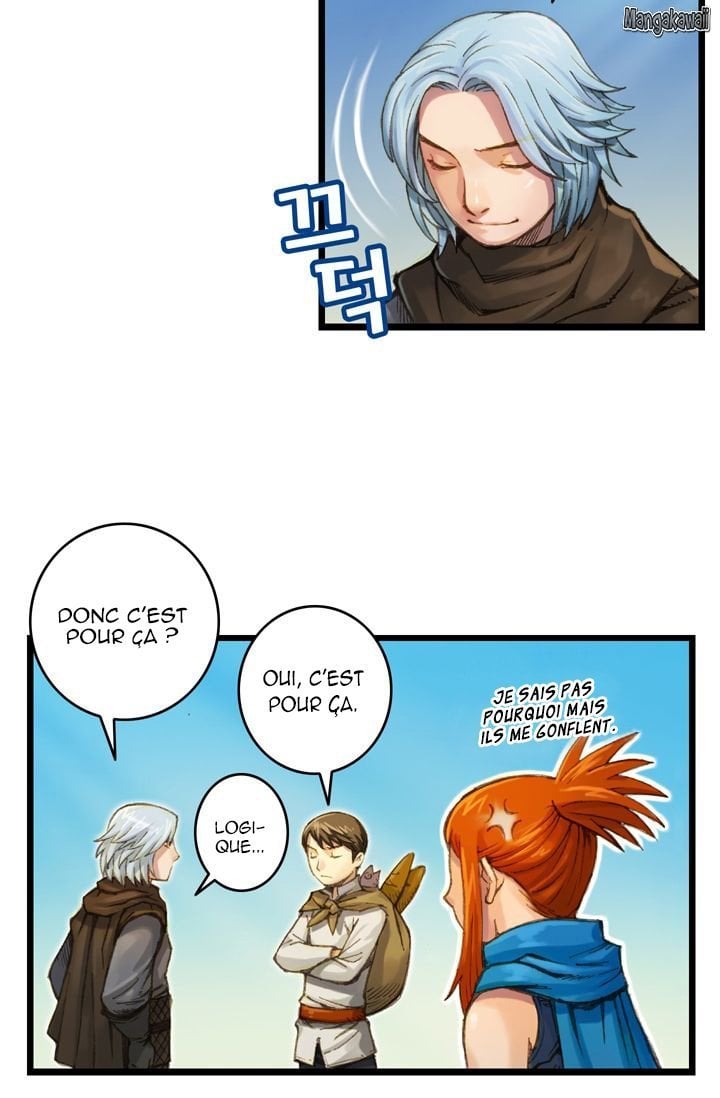 Mangakawaii
끄
덕
DONC C'EST
POUR ÇA ?
OUI, C'EST
POUR ÇA.
JE SAIS PAS
POURQUOI MAIS
ILS ME GONFLENT.
LOGI-
QUE...